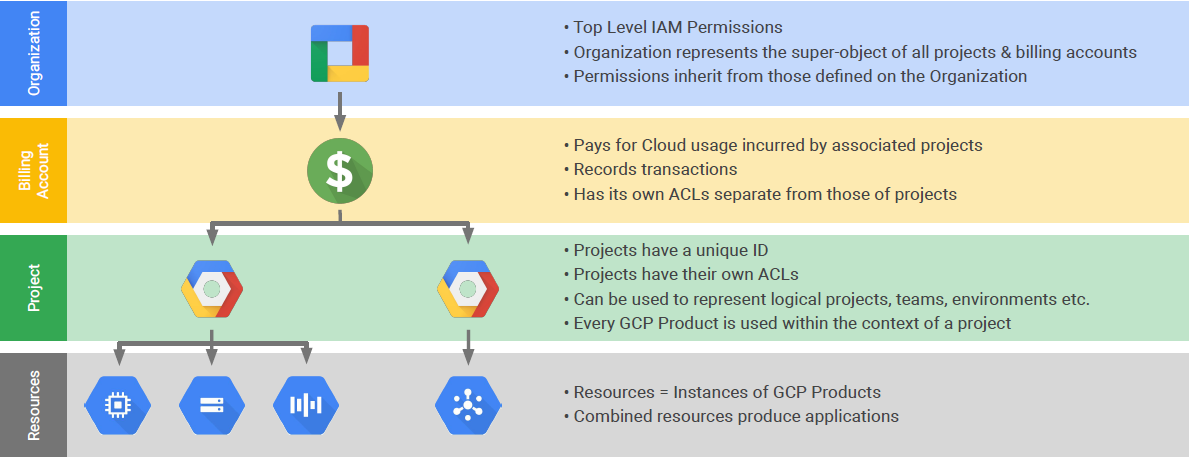 Organization
• Top Level IAM Permissions
• Organization represents the super-object of all projects & billing accounts
• Permissions inherit from those defined on the Organization
Billing
Account
$
• Pays for Cloud usage incurred by associated projects
• Records transactions
• Has its own ACLs separate from those of projects
Project
• Projects have a unique ID
• Projects have their own ACLs
• Can be used to represent logical projects, teams, environments etc.
• Every GCP Product is used within the context of a project
Resources
• Resources = Instances of GCP Products
• Combined resources produce applications